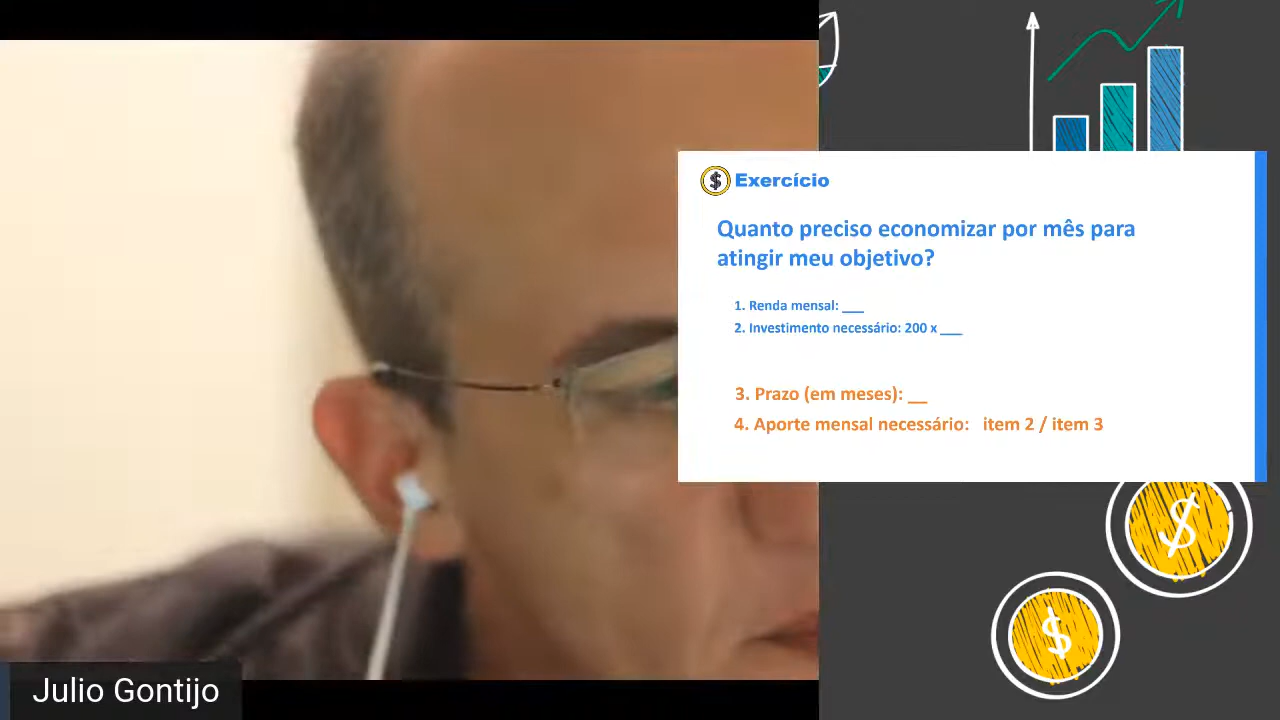 Exercício
Quanto preciso economizar por mês para
atingir meu objetivo?
1. Renda mensal: ___
2. Investimento necessário: 200 x ___
3. Prazo (em meses): __
4. Aporte mensal necessário: item 2 / item 3
Julio Gontijo